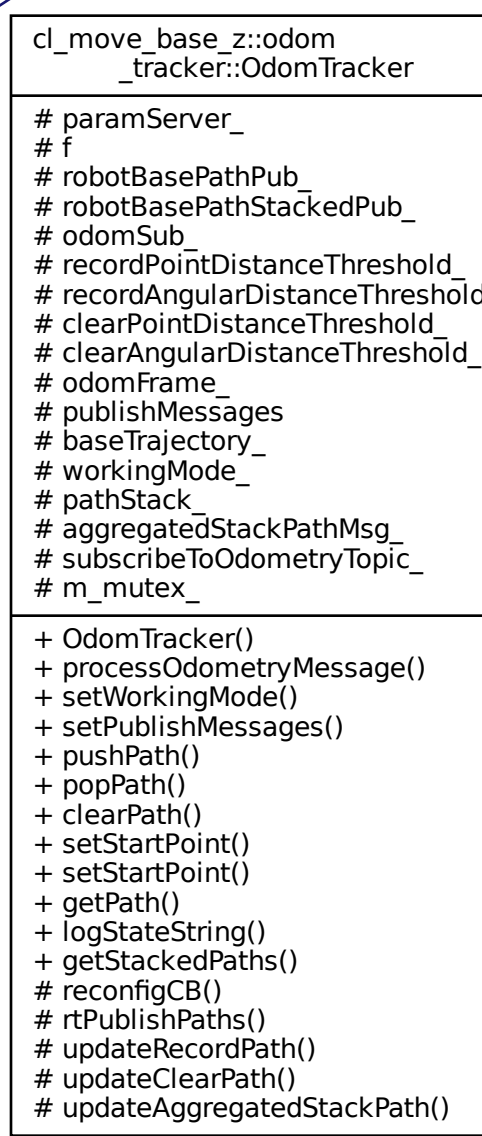 cl_move_base_z::odom
_tracker::OdomTracker
# paramServer_
# f
# robotBasePathPub_
# robotBasePathStackedPub_
# odomSub_
# recordPointDistanceThreshold_
# recordAngularDistanceThreshold
# clearPointDistanceThreshold_
# clearAngularDistanceThreshold_
# odomFrame_
# publishMessages
# baseTrajectory_
# workingMode_
# pathStack_
# aggregatedStackPathMsg_
# subscribeToOdometryTopic_
# m_mutex_
+ OdomTracker()
+ processOdometryMessage()
+ setWorkingMode()
+ setPublishMessages()
+ pushPath()
+ popPath()
+ clearPath()
+ setStartPoint()
+ setStartPoint()
+ getPath()
+ logStateString()
+ getStackedPaths()
# reconfigCB()
# rtPublishPaths()
# updateRecordPath()
# updateClearPath()
# updateAggregatedStackPath()